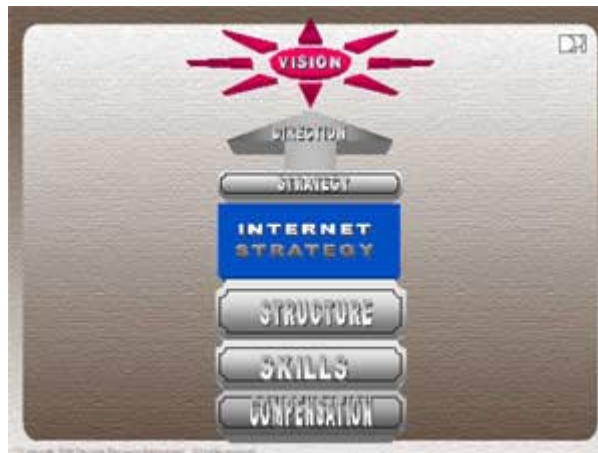 VISION
DIRECTION
STRATEGY
INTERNET
STRATEGY
STRUCTURE
SKILLS
COMPENSATION